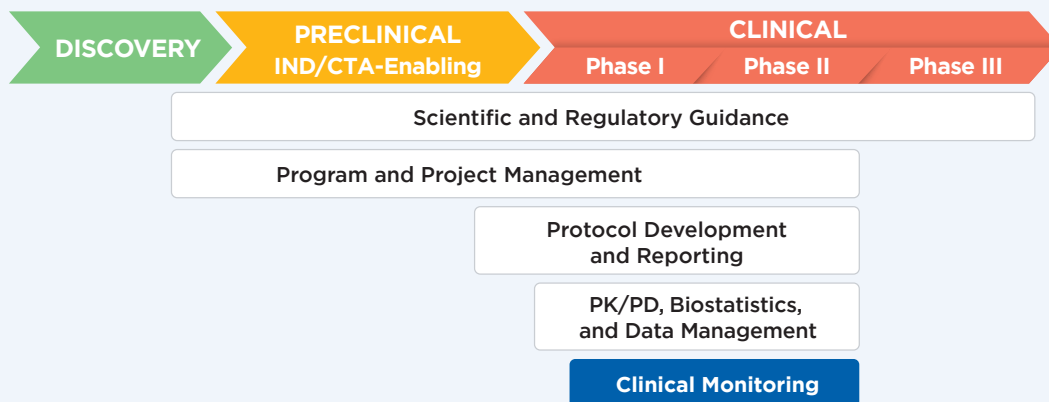 DISCOVERY
PRECLINICAL
IND/CTA-Enabling
CLINICAL
Phase I
Phase II
Phase III
Scientific and Regulatory Guidance
Program and Project Management
Protocol Development
and Reporting
PK/PD, Biostatistics,
and Data Management
Clinical Monitoring